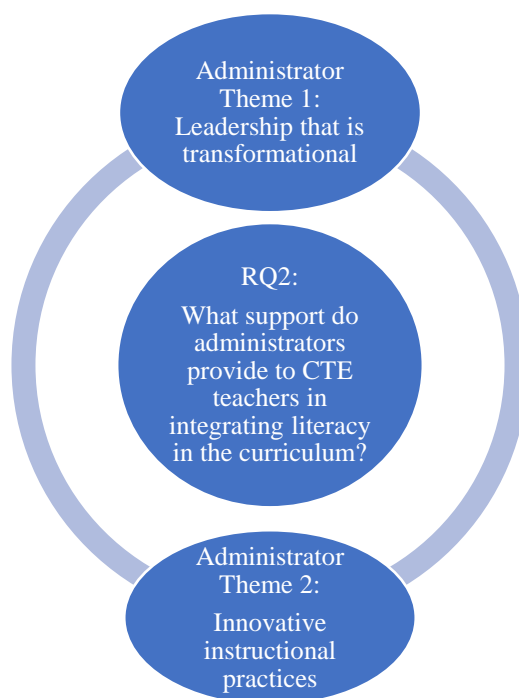 Administrator
Theme 1:
Leadership that is
transformational
RQ2:
What support do
administrators
provide to CTE
teachers in
integrating literacy
in the curriculum?
Administrator
Theme 2:
Innovative
instructional
practices